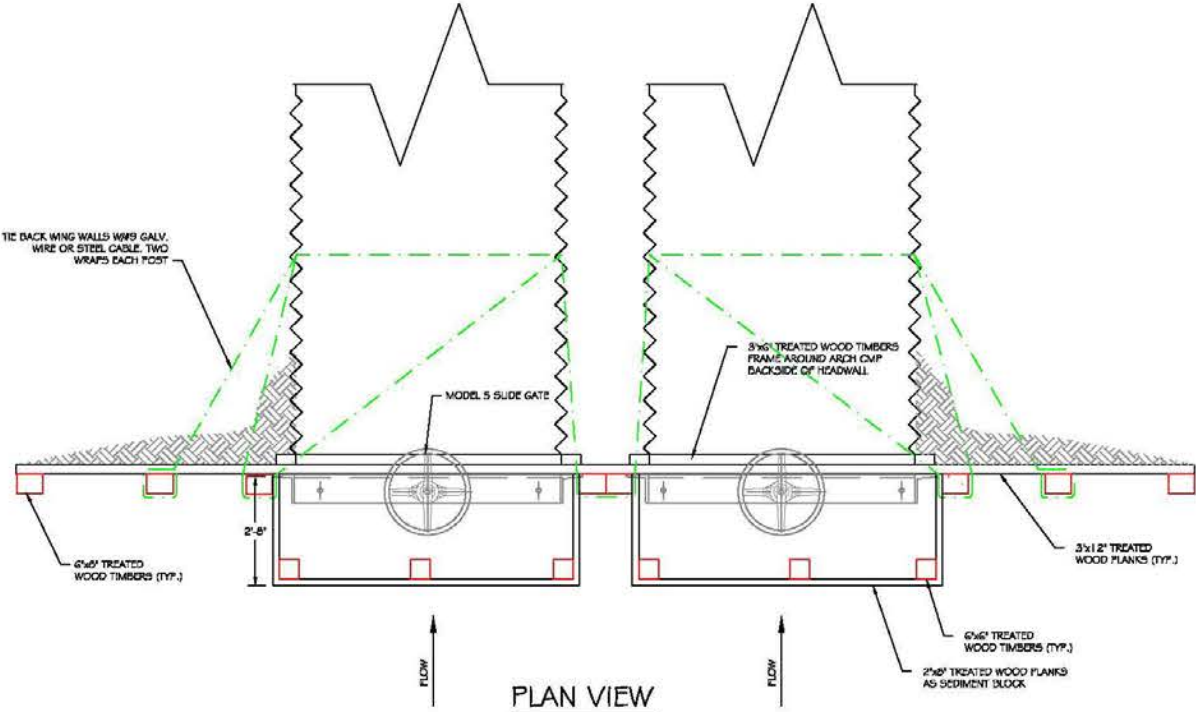 TIE BACK WING WALLS W/#9 GALV.
WIRE OR STEEL CABLE, TWO
WRAPS EACH POST
3"x6" TREATED WOOD TIMBERS
FRAME AROUND ARCH CMP
BACKSIDE OF HEADWALL
MODEL 5 SLIDE GATE
2'-8"
6"x6" TREATED
WOOD TIMBERS (TYP.)
3"x12" TREATED
WOOD PLANKS (TYP.)
6"x6" TREATED
WOOD TIMBERS (TYP.)
2"x8" TREATED WOOD PLANKS
AS SEDIMENT BLOCK
FLOW
FLOW
PLAN VIEW